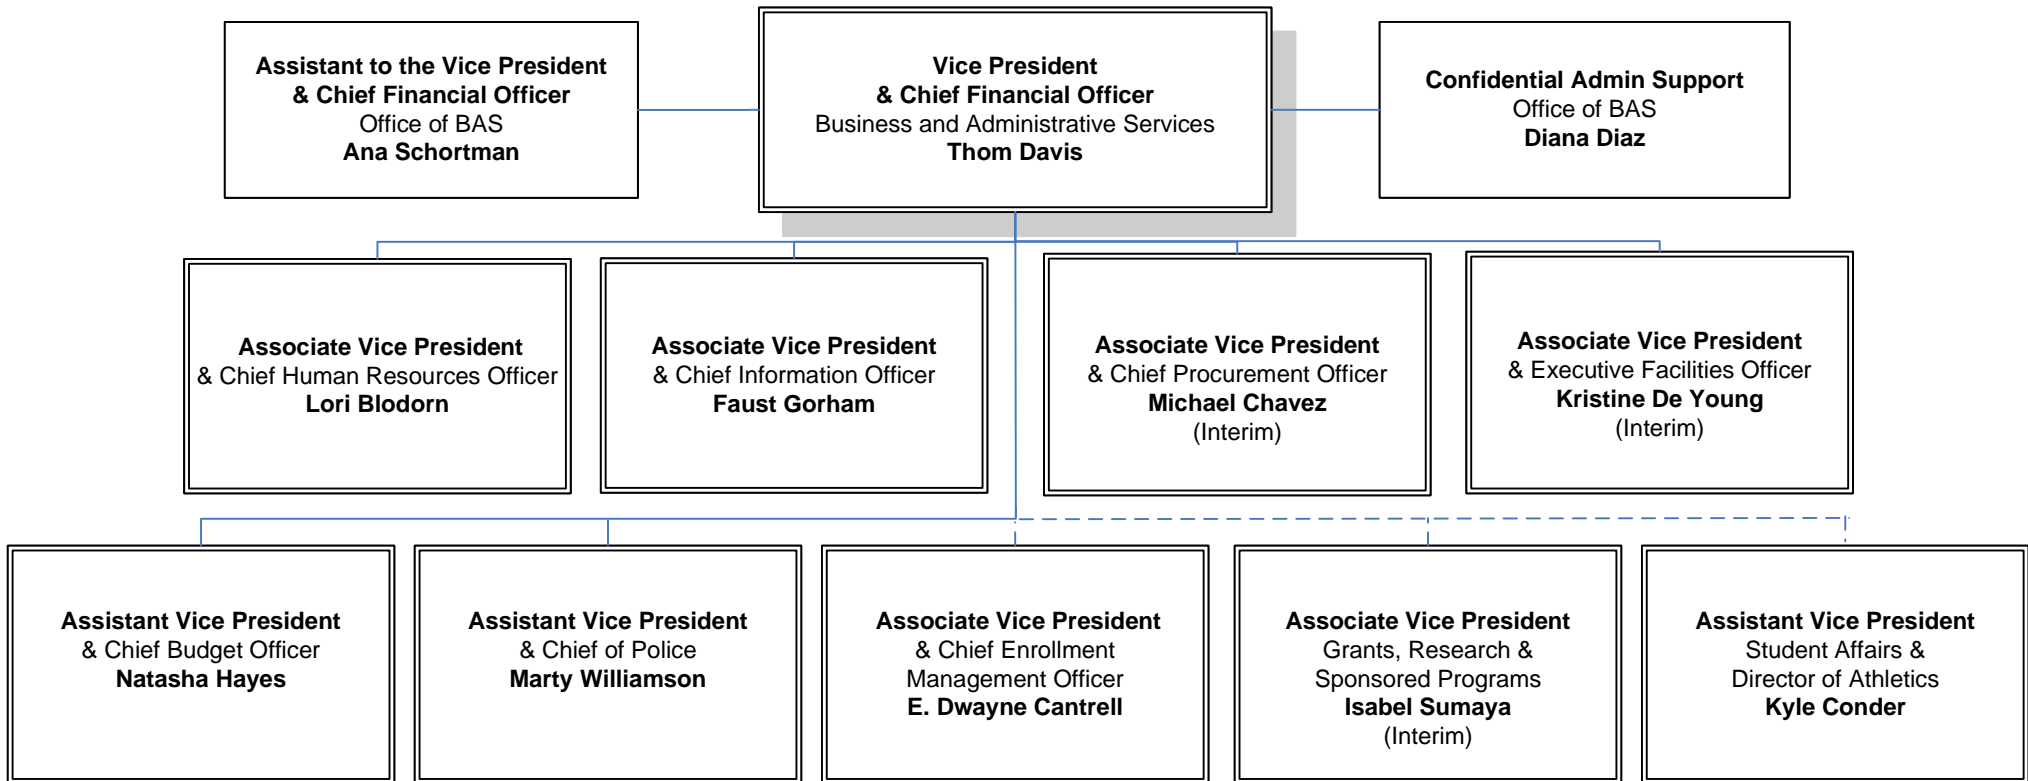 Assistant to the Vice President
& Chief Financial Officer
Office of BAS
Ana Schortman
Vice President
& Chief Financial Officer
Business and Administrative Services
Thom Davis
Confidential Admin Support
Office of BAS
Diana Diaz
Associate Vice President
& Chief Human Resources Officer
Lori Blodorn
Associate Vice President
& Chief Information Officer
Faust Gorham
Associate Vice President
& Chief Procurement Officer
Michael Chavez
(Interim)
Associate Vice President
& Executive Facilities Officer
Kristine De Young
(Interim)
Assistant Vice President
& Chief Budget Officer
Natasha Hayes
Assistant Vice President
& Chief of Police
Marty Williamson
Associate Vice President
& Chief Enrollment
Management Officer
E. Dwayne Cantrell
Associate Vice President
Grants, Research &
Sponsored Programs
Isabel Sumaya
(Interim)
Assistant Vice President
Student Affairs &
Director of Athletics
Kyle Conder